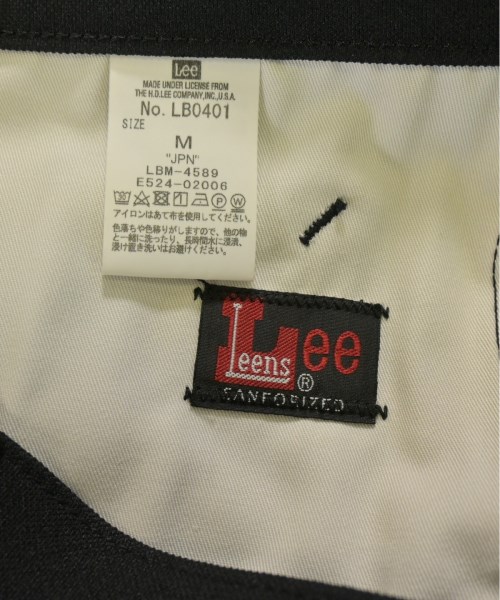 Lee
MADE UNDER LICENSE FROM
THE H.D.LEE COMPANY,INC.,U.S.A.
No. LB0401
SIZE
M
"JPN"
LBM-4589
E524-02006
アイロンはあて布を使用してください。
色落ちや色移りがしますので、他の物
と一緒に洗ったり、長時間水に浸漬、
浸け置き洗いはお避けください。
Lee
Leens
®
SANFORIZED